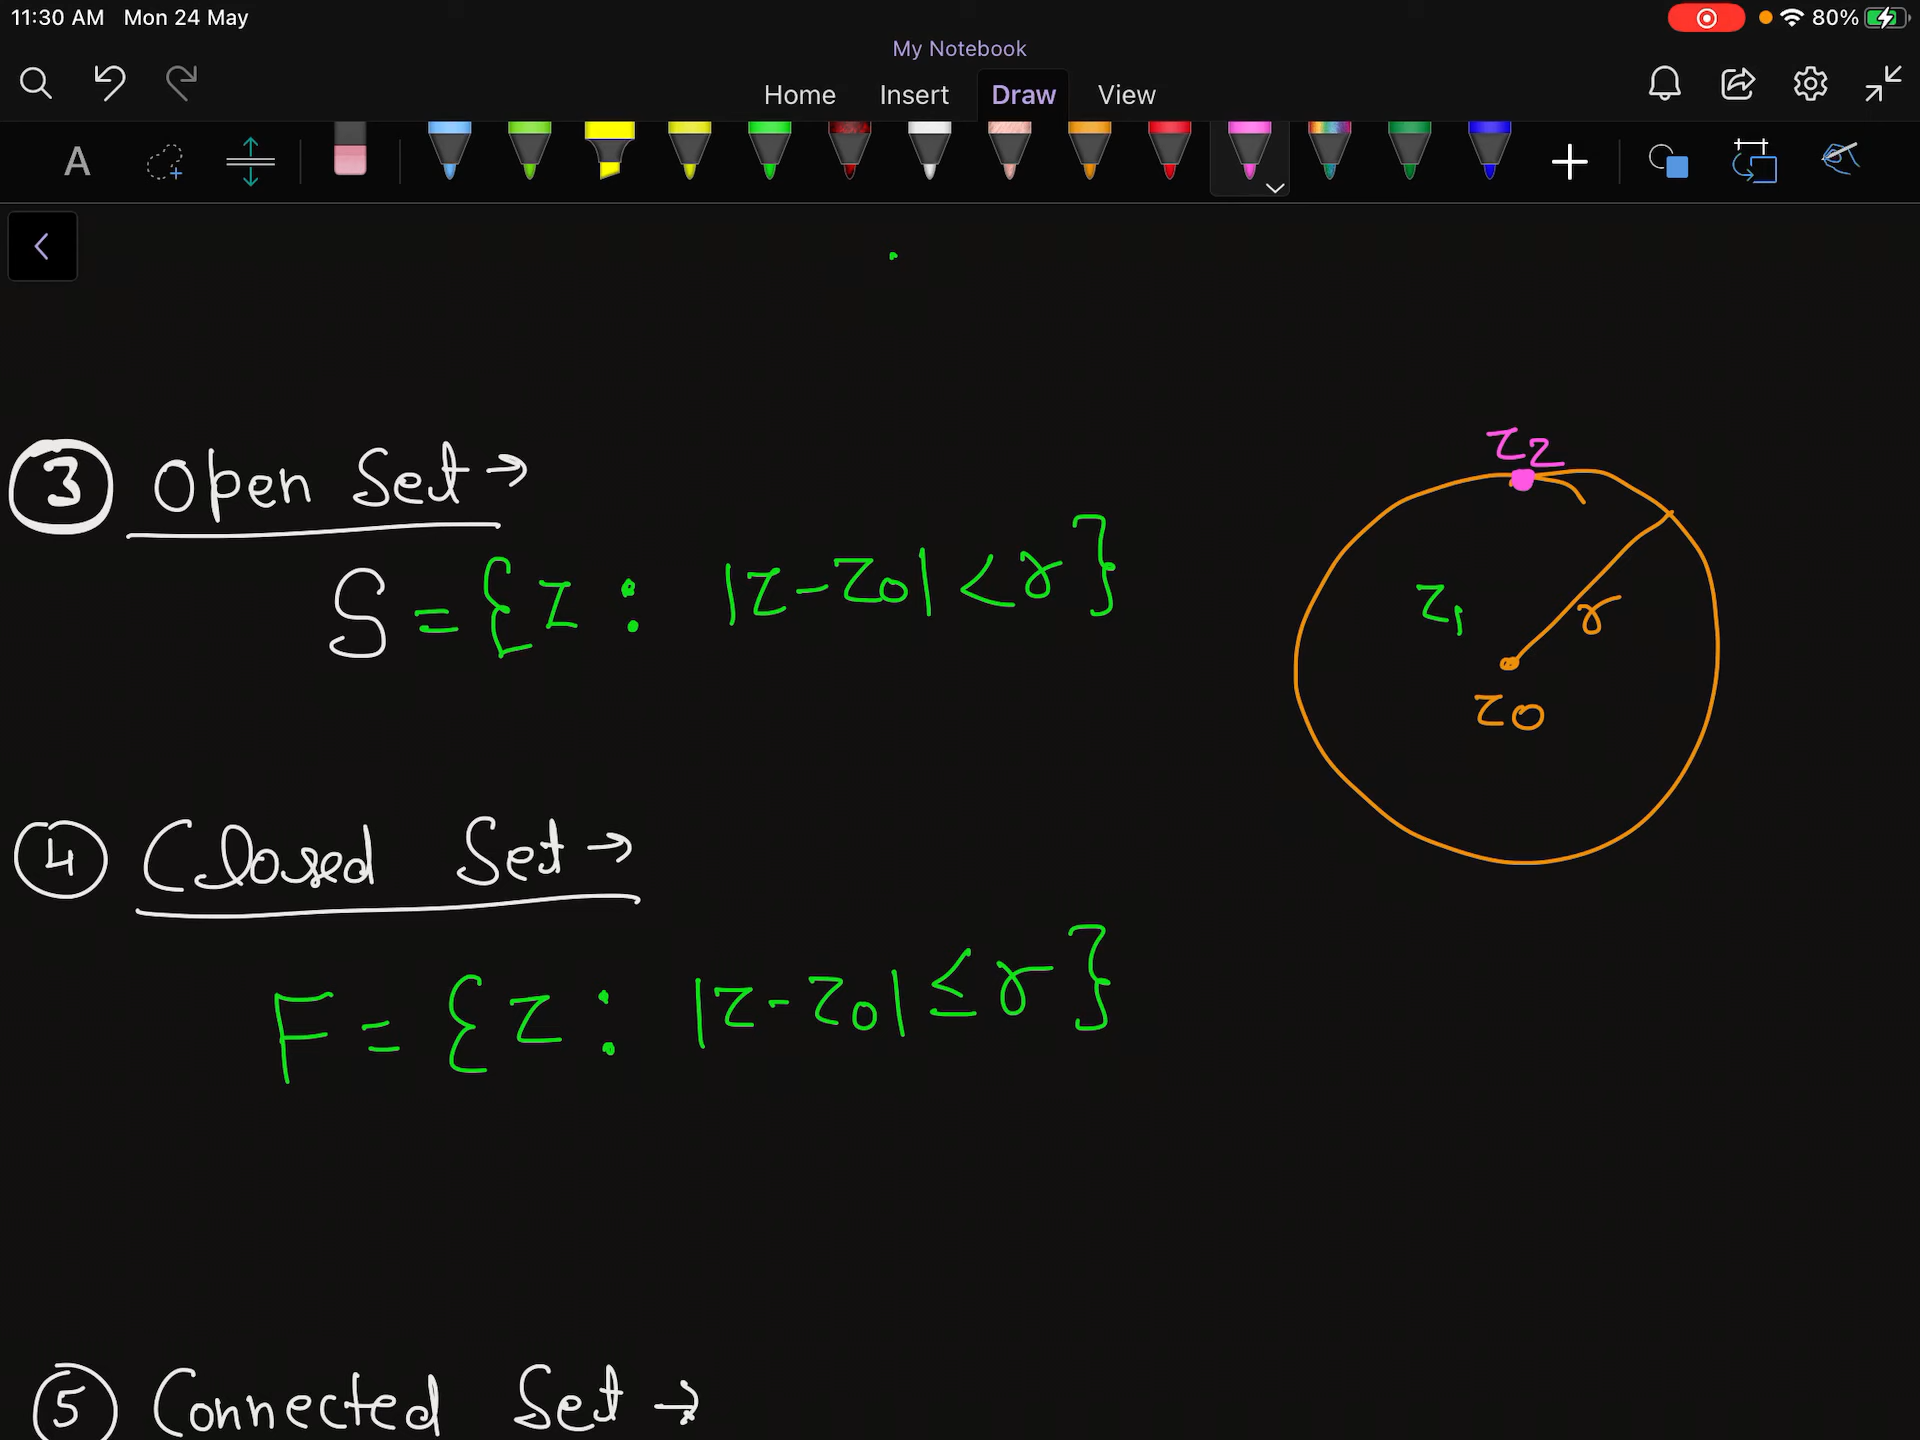 11:30 AM Mon 24 May
80%
My Notebook
Home Insert Draw View
A
③ Open Set →
S = { z : |z - z0| < r }
z2
z1
r
z0
④ Closed Set →
F = { z : |z - z0| ≤ r }
⑤ Connected Set →